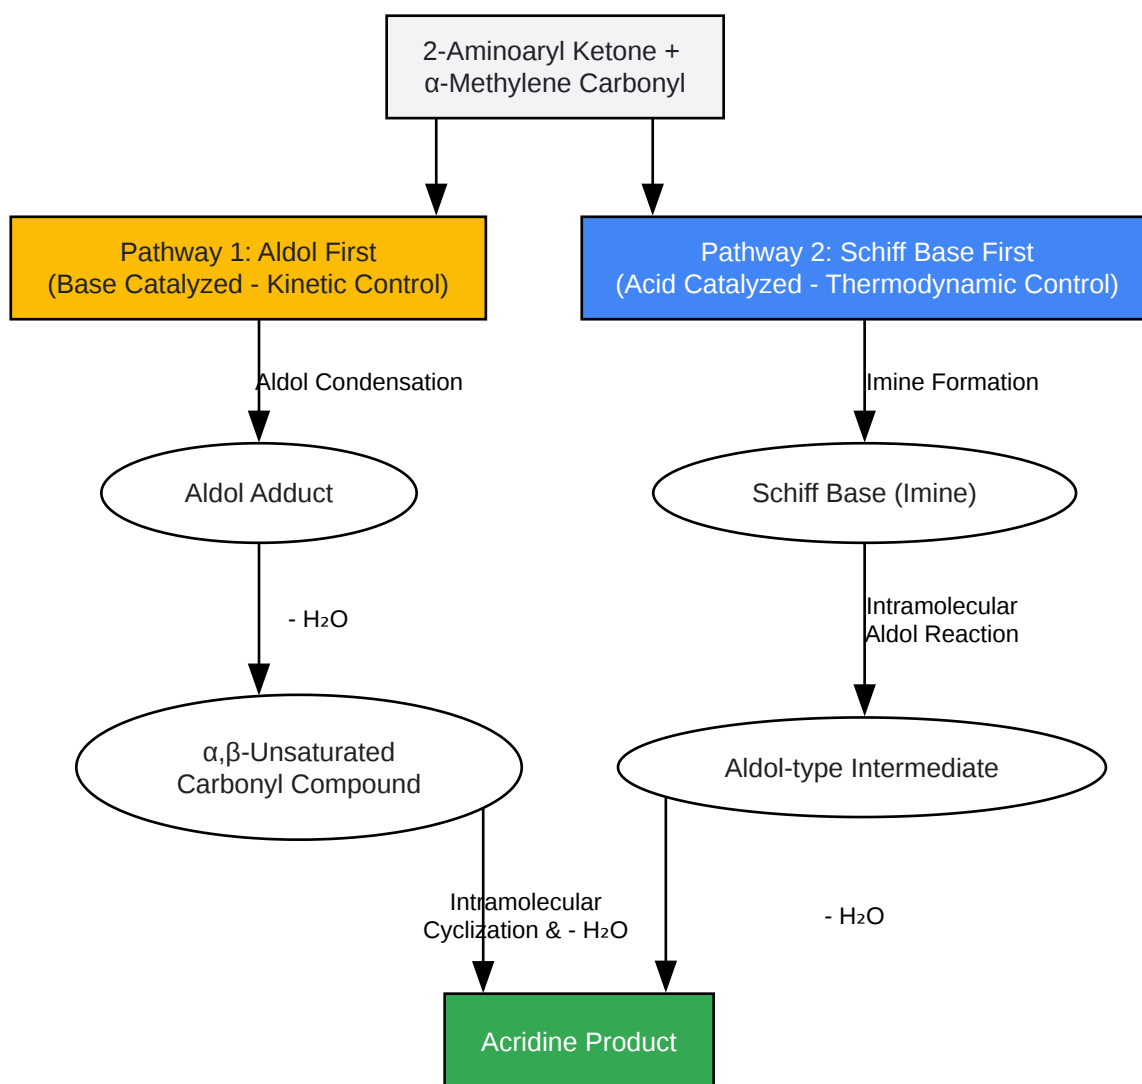 2-Aminoaryl Ketone +
α-Methylene Carbonyl
Pathway 1: Aldol First
(Base Catalyzed - Kinetic Control)
Pathway 2: Schiff Base First
(Acid Catalyzed - Thermodynamic Control)
Aldol Condensation
Imine Formation
Aldol Adduct
Schiff Base (Imine)
- H₂O
Intramolecular
Aldol Reaction
α,β-Unsaturated
Carbonyl Compound
Aldol-type Intermediate
Intramolecular
Cyclization & - H₂O
- H₂O
Acridine Product